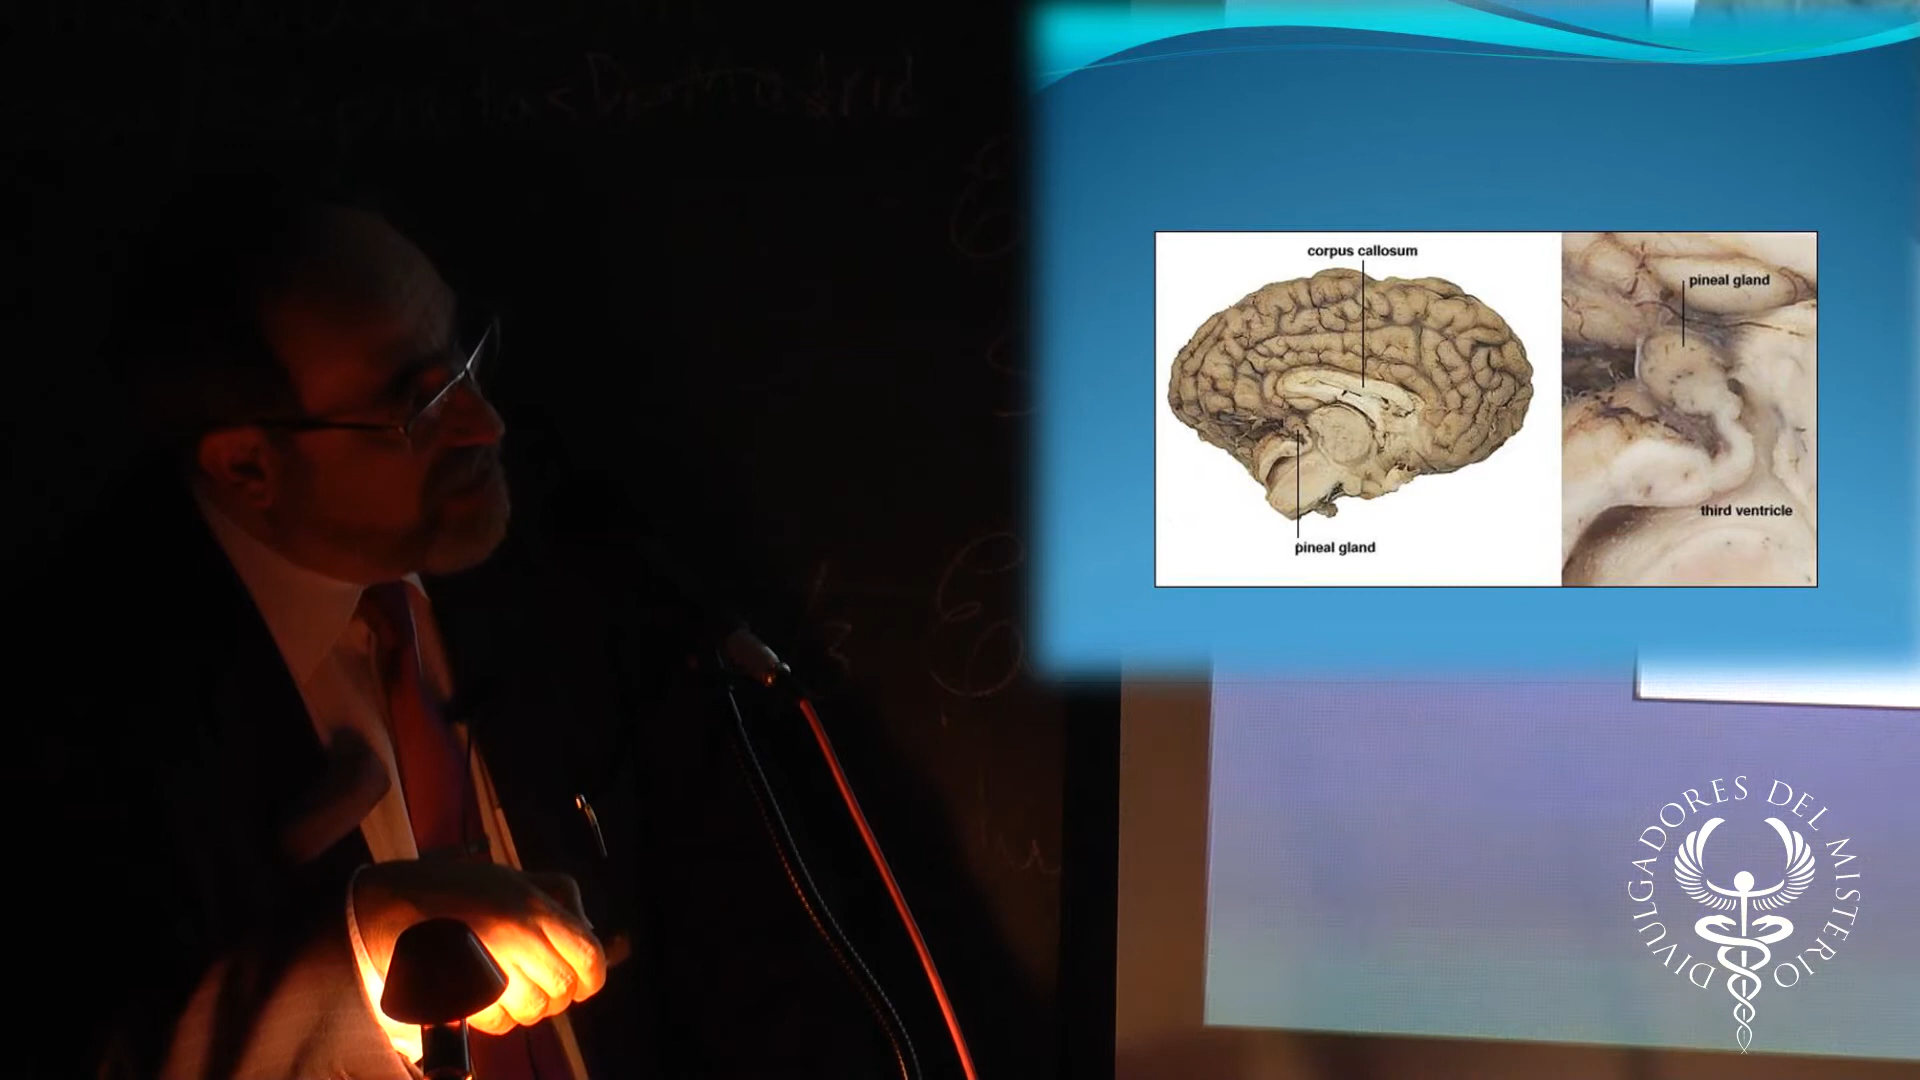 corpus callosum
pineal gland
pineal gland
third ventricle
DIVULGADORES DEL MISTERIO